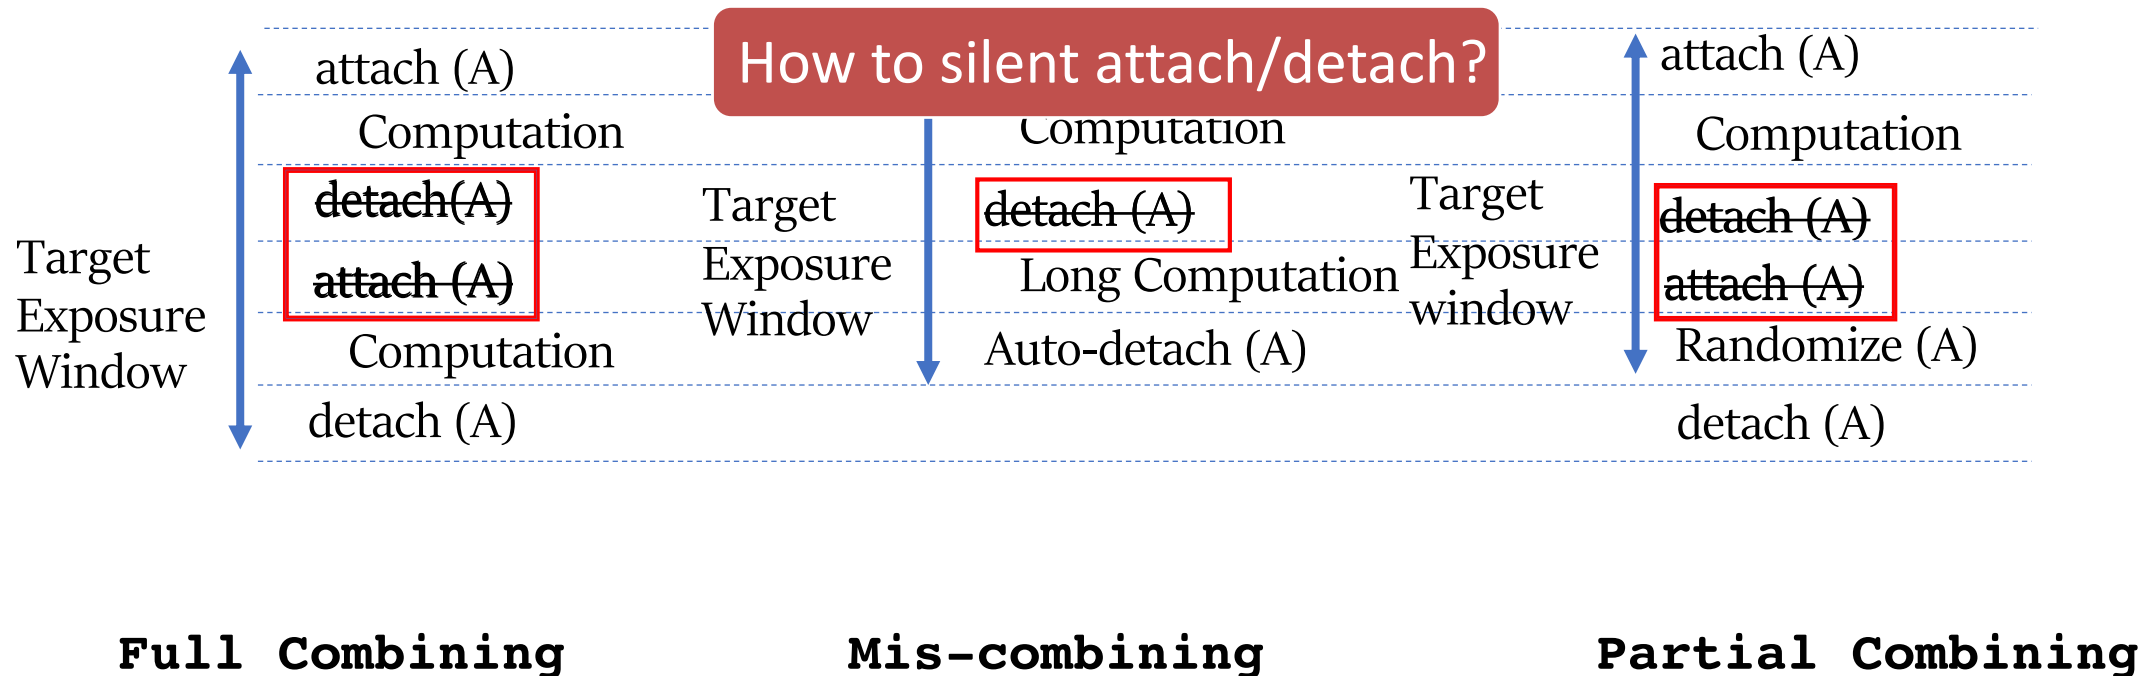 How to silent attach/detach?
attach (A)
Computation
detach(A)
attach (A)
Computation
detach (A)
Target
Exposure
Window
Full Combining
Computation
detach (A)
Long Computation
Auto-detach (A)
Target
Exposure
Window
Mis-combining
attach (A)
Computation
detach (A)
attach (A)
Randomize (A)
detach (A)
Target
Exposure
window
Partial Combining